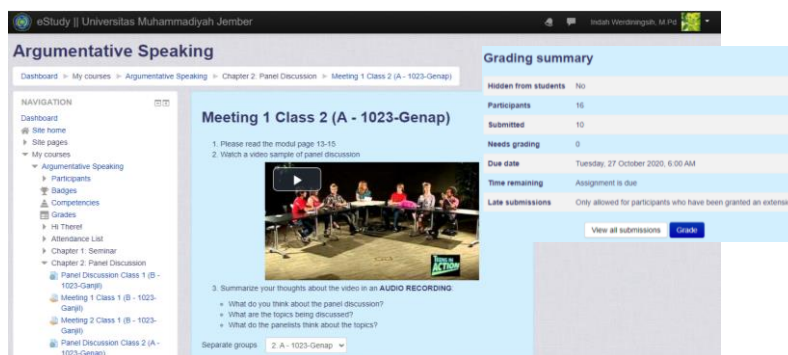 eStudy || Universitas Muhammadiyah Jember
Indah Werdiningsih, M.Pd
Argumentative Speaking
Dashboard My courses Argumentative Speaking Chapter 2: Panel Discussion Meeting 1 Class 2 (A - 1023-Genap)
NAVIGATION
Dashboard
Site home
Site pages
My courses
Argumentative Speaking
Participants
Badges
Competencies
Grades
Hi There!
Attendance List
Chapter 1: Seminar
Chapter 2: Panel Discussion
Panel Discussion Class 1 (B -
1023-Ganjil)
Meeting 1 Class 1 (B - 1023-
Ganjil)
Meeting 2 Class 1 (B - 1023-
Ganjil)
Panel Discussion Class 2 (A -
1023-Genap)
Meeting 1 Class 2 (A - 1023-Genap)
1. Please read the modul page 13-15
2. Watch a video sample of panel discussion
TEENS IN
ACTION
3. Summarize your thoughts about the video in an AUDIO RECORDING:
What do you think about the panel discussion?
What are the topics being discussed?
What do the panelists think about the topics?
Separate groups 2. A - 1023-Genap
Grading summary
Hidden from students No
Participants 16
Submitted 10
Needs grading 0
Due date Tuesday, 27 October 2020, 6:00 AM
Time remaining Assignment is due
Late submissions Only allowed for participants who have been granted an extensi
View all submissions Grade